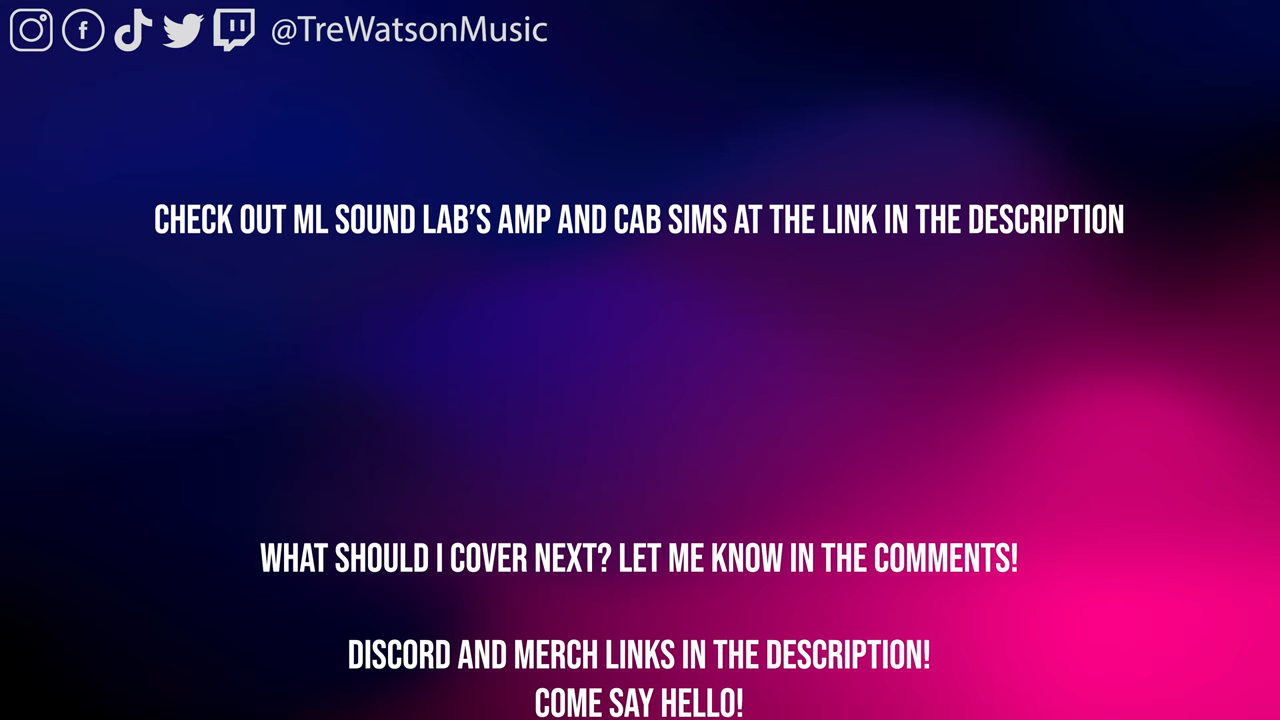 @TreWatsonMusic
CHECK OUT ML SOUND LAB’S AMP AND CAB SIMS AT THE LINK IN THE DESCRIPTION
WHAT SHOULD I COVER NEXT? LET ME KNOW IN THE COMMENTS!
DISCORD AND MERCH LINKS IN THE DESCRIPTION!
COME SAY HELLO!